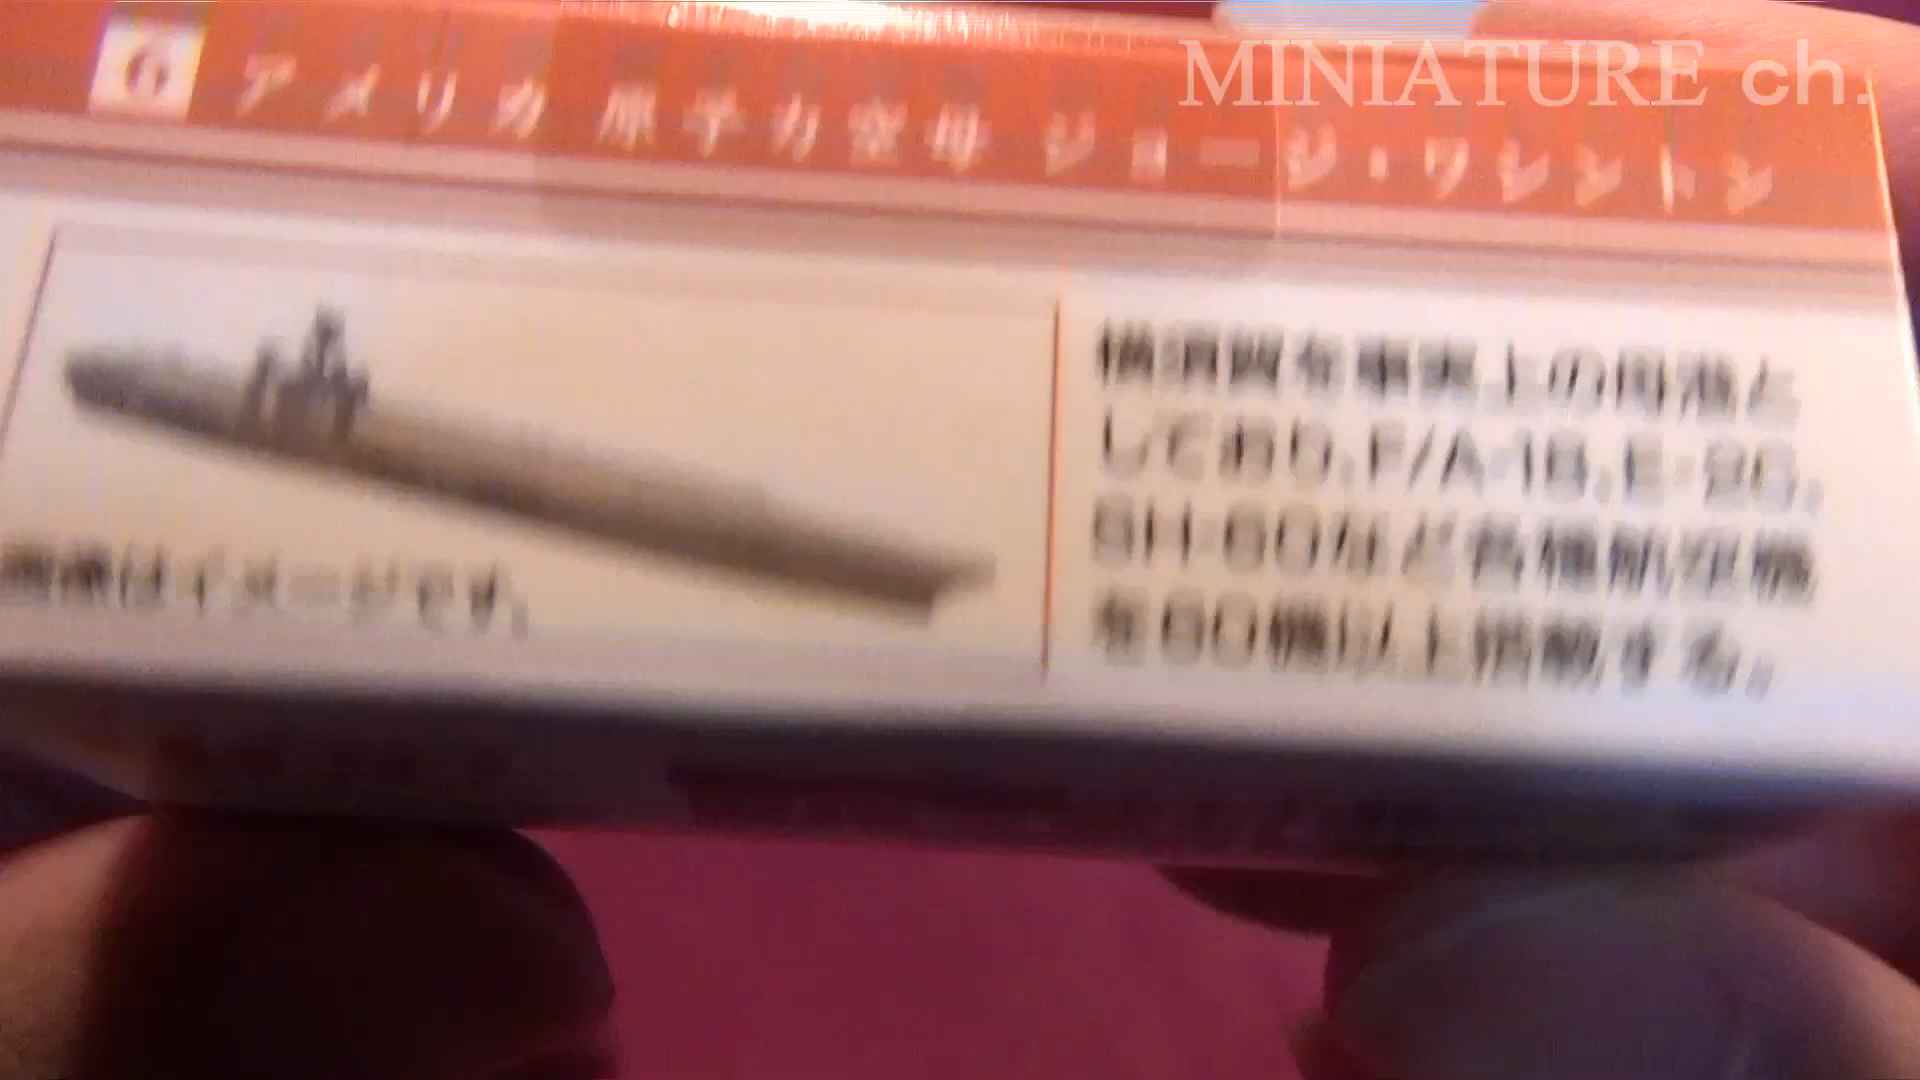 MINIATURE ch.
6 アメリカ 原子力空母 ジョージ・ワシントン
横須賀を事実上の母港と
しており、F/A-18、E-2C、
SH-60など各種航空機
を60機以上搭載する。
画像はイメージです。